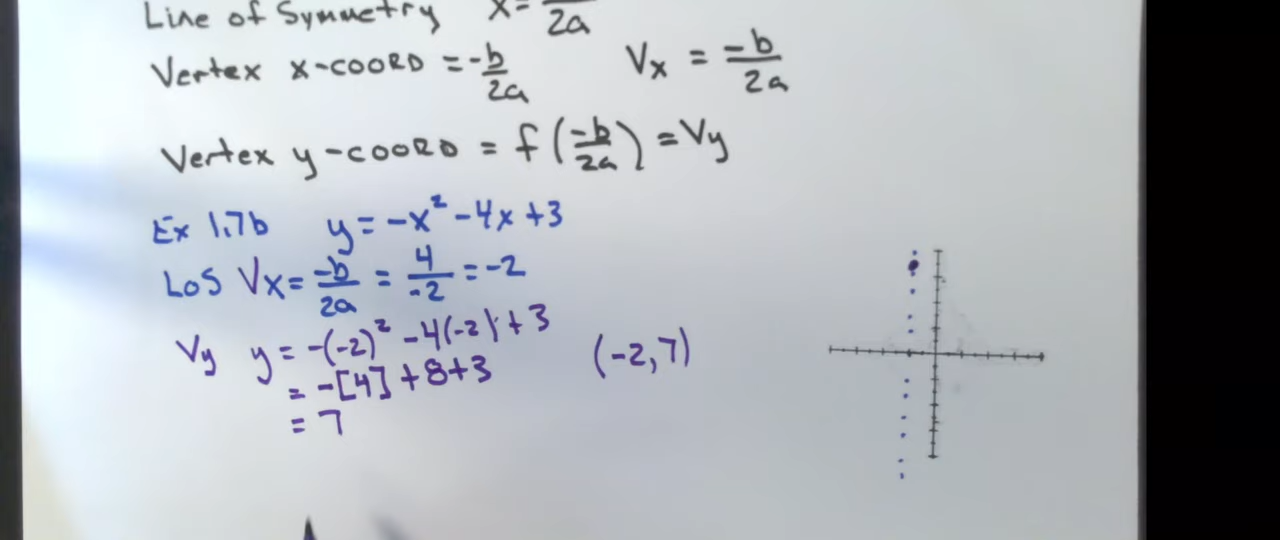 Line of Symmetry x = /2a
Vertex x-coord = -b/2a Vx = -b/2a
Vertex y-coord = f(-b/2a) = Vy
Ex 1.7b y = -x² - 4x + 3
LoS Vx = -b/2a = 4/-2 = -2
Vy y = -(-2)² - 4(-2) + 3
= -[4] + 8 + 3 (-2, 7)
= 7